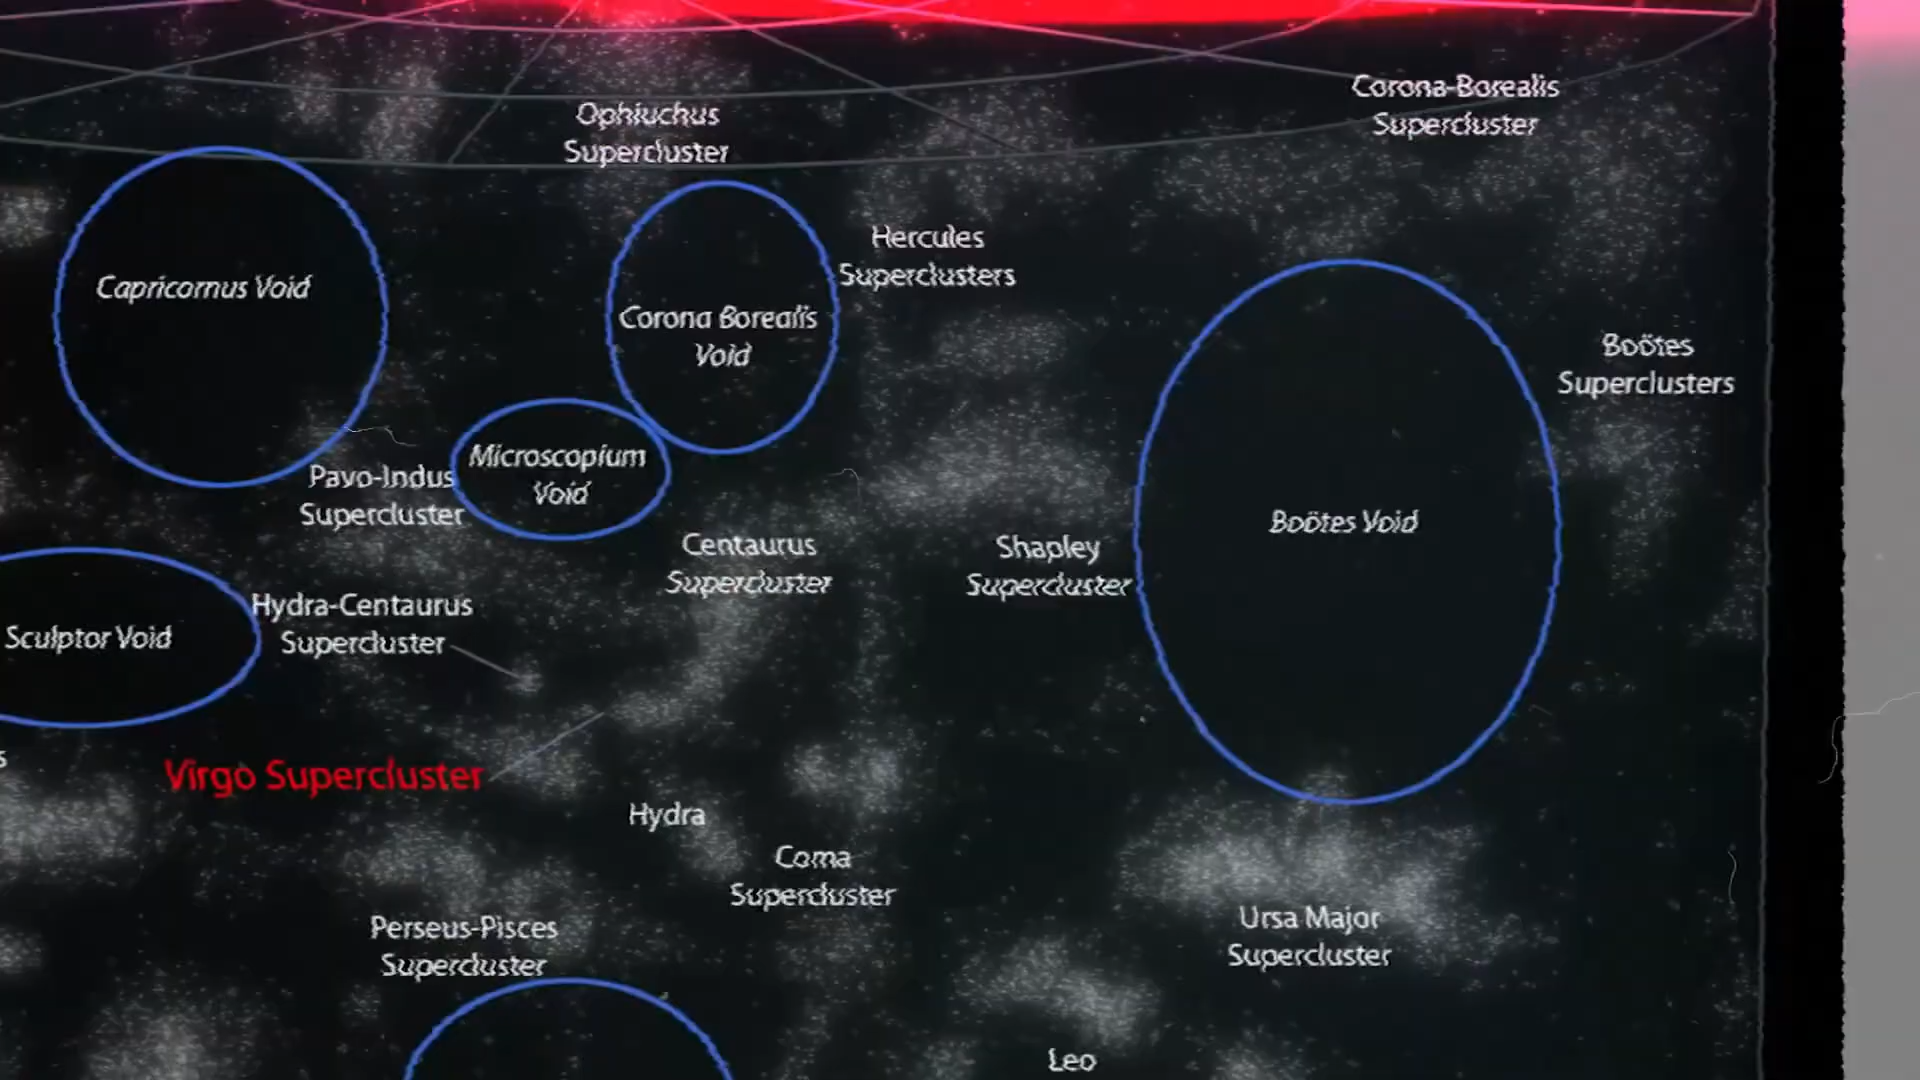 Corona-Borealis
Supercluster
Ophiuchus
Supercluster
Hercules
Superclusters
Capricornus Void
Corona Borealis
Void
Boötes
Superclusters
Microscopium
Void
Pavo-Indus
Supercluster
Boötes Void
Centaurus
Supercluster
Shapley
Supercluster
Hydra-Centaurus
Supercluster
Sculptor Void
Virgo Supercluster
Hydra
Coma
Supercluster
Perseus-Pisces
Supercluster
Ursa Major
Supercluster
Leo